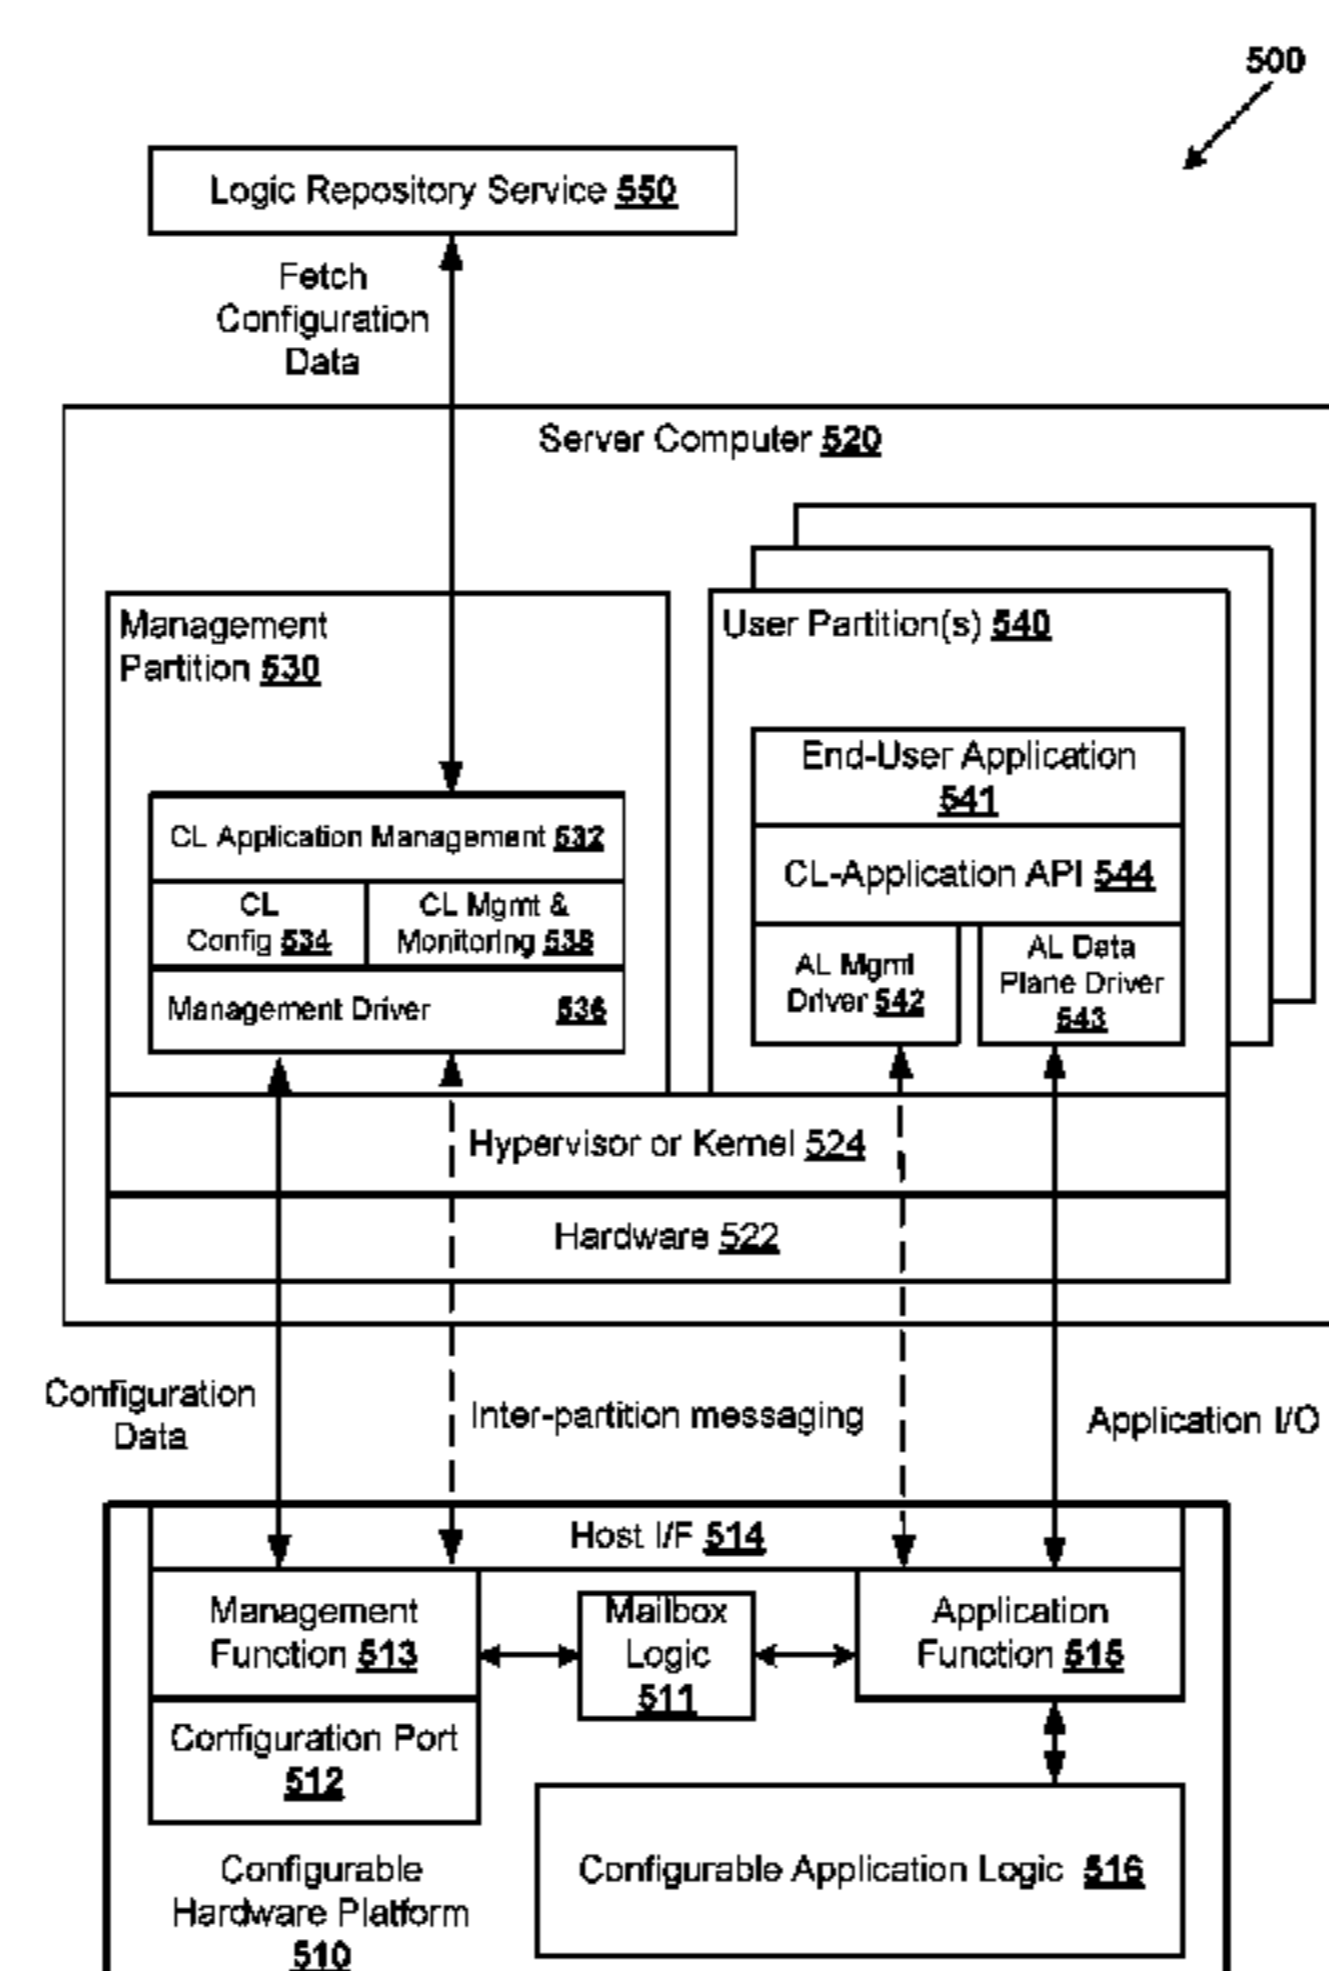 500
Logic Repository Service 550
Fetch
Configuration
Data
Server Computer 520
Management
Partition 530
User Partition(s) 540
End-User Application
541
CL Application Management 532
CL-Application API 544
CL
Config 534
CL Mgmt &
Monitoring 538
AL Mgmt
Driver 542
AL Data
Plane Driver
543
Management Driver 536
Hypervisor or Kernel 524
Hardware 522
Configuration
Data
Inter-partition messaging
Application I/O
Host I/F 514
Management
Function 513
Mailbox
Logic
511
Application
Function 515
Configuration Port
512
Configurable Application Logic 516
Configurable
Hardware Platform
510